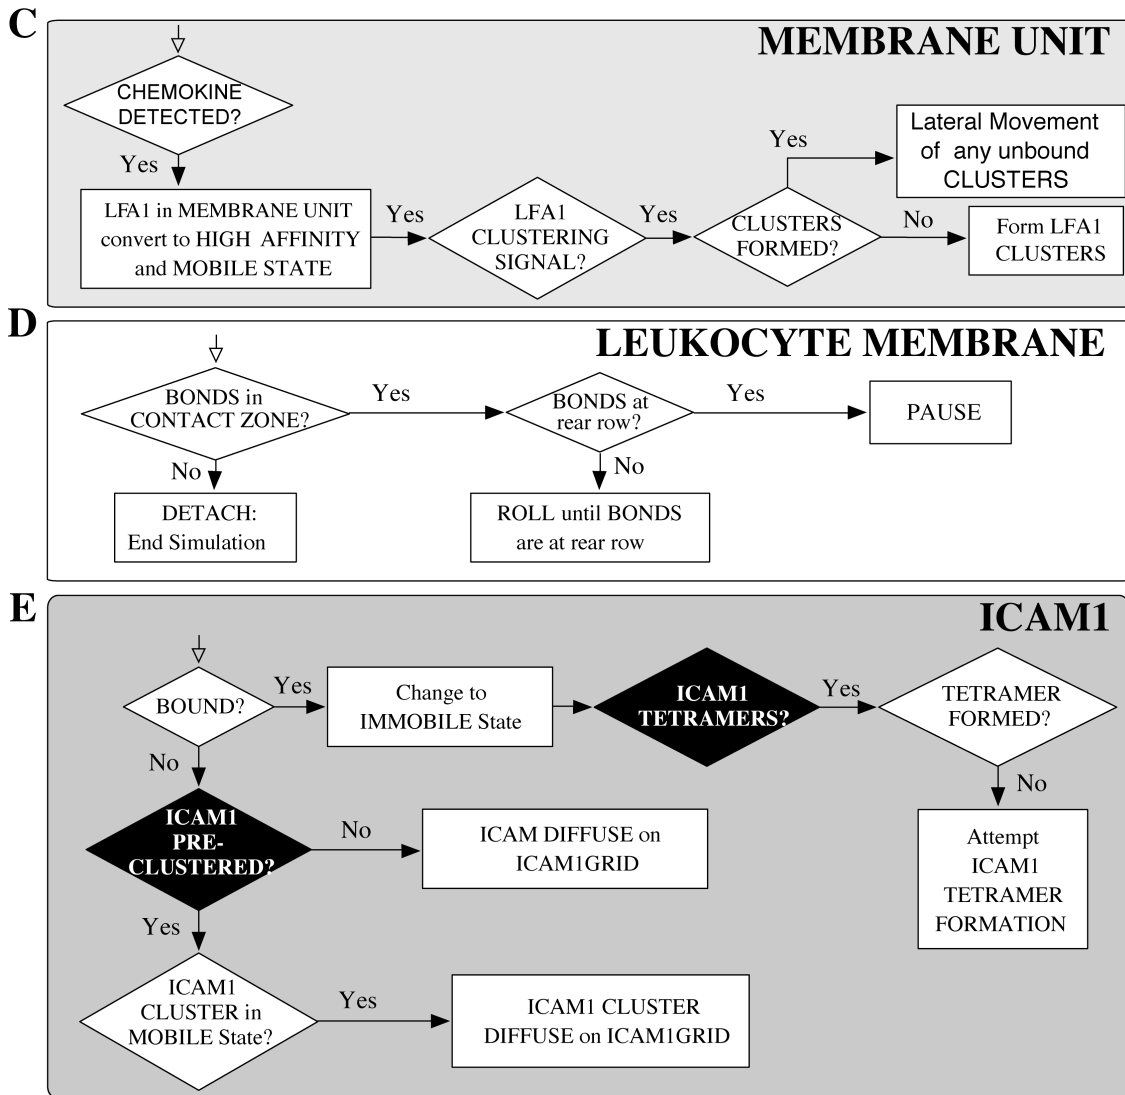 C
MEMBRANE UNIT
CHEMOKINE
DETECTED?
Yes
LFA1 in MEMBRANE UNIT
convert to HIGH AFFINITY
and MOBILE STATE
Yes
LFA1
CLUSTERING
SIGNAL?
Yes
CLUSTERS
FORMED?
Yes
Lateral Movement
of any unbound
CLUSTERS
No
Form LFA1
CLUSTERS
D
LEUKOCYTE MEMBRANE
BONDS in
CONTACT ZONE?
Yes
BONDS at
rear row?
Yes
PAUSE
No
DETACH:
End Simulation
No
ROLL until BONDS
are at rear row
E
ICAM1
BOUND?
Yes
Change to
IMMOBILE State
ICAM1
TETRAMERS?
Yes
TETRAMER
FORMED?
No
Attempt
ICAM1
TETRAMER
FORMATION
No
ICAM1
PRE-
CLUSTERED?
No
ICAM DIFFUSE on
ICAM1GRID
Yes
ICAM1
CLUSTER in
MOBILE State?
Yes
ICAM1 CLUSTER
DIFFUSE on ICAM1GRID